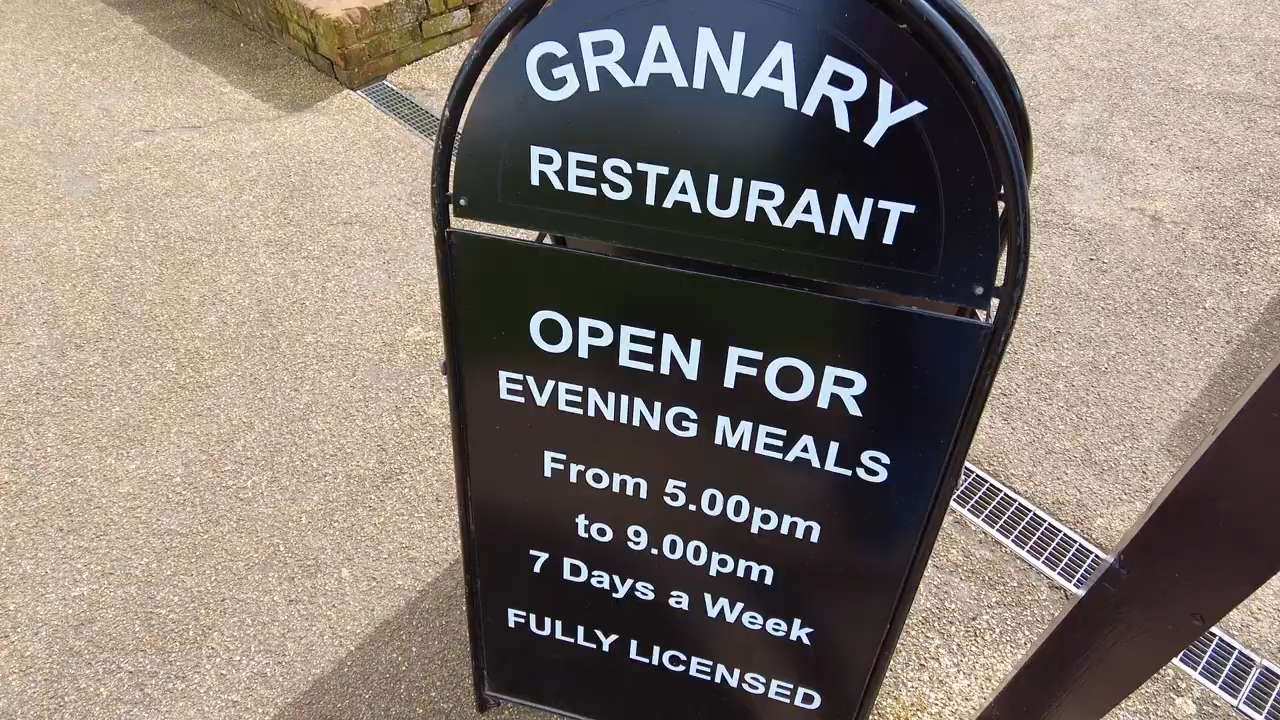 GRANARY
RESTAURANT
OPEN FOR
EVENING MEALS
From 5.00pm
to 9.00pm
7 Days a Week
FULLY LICENSED